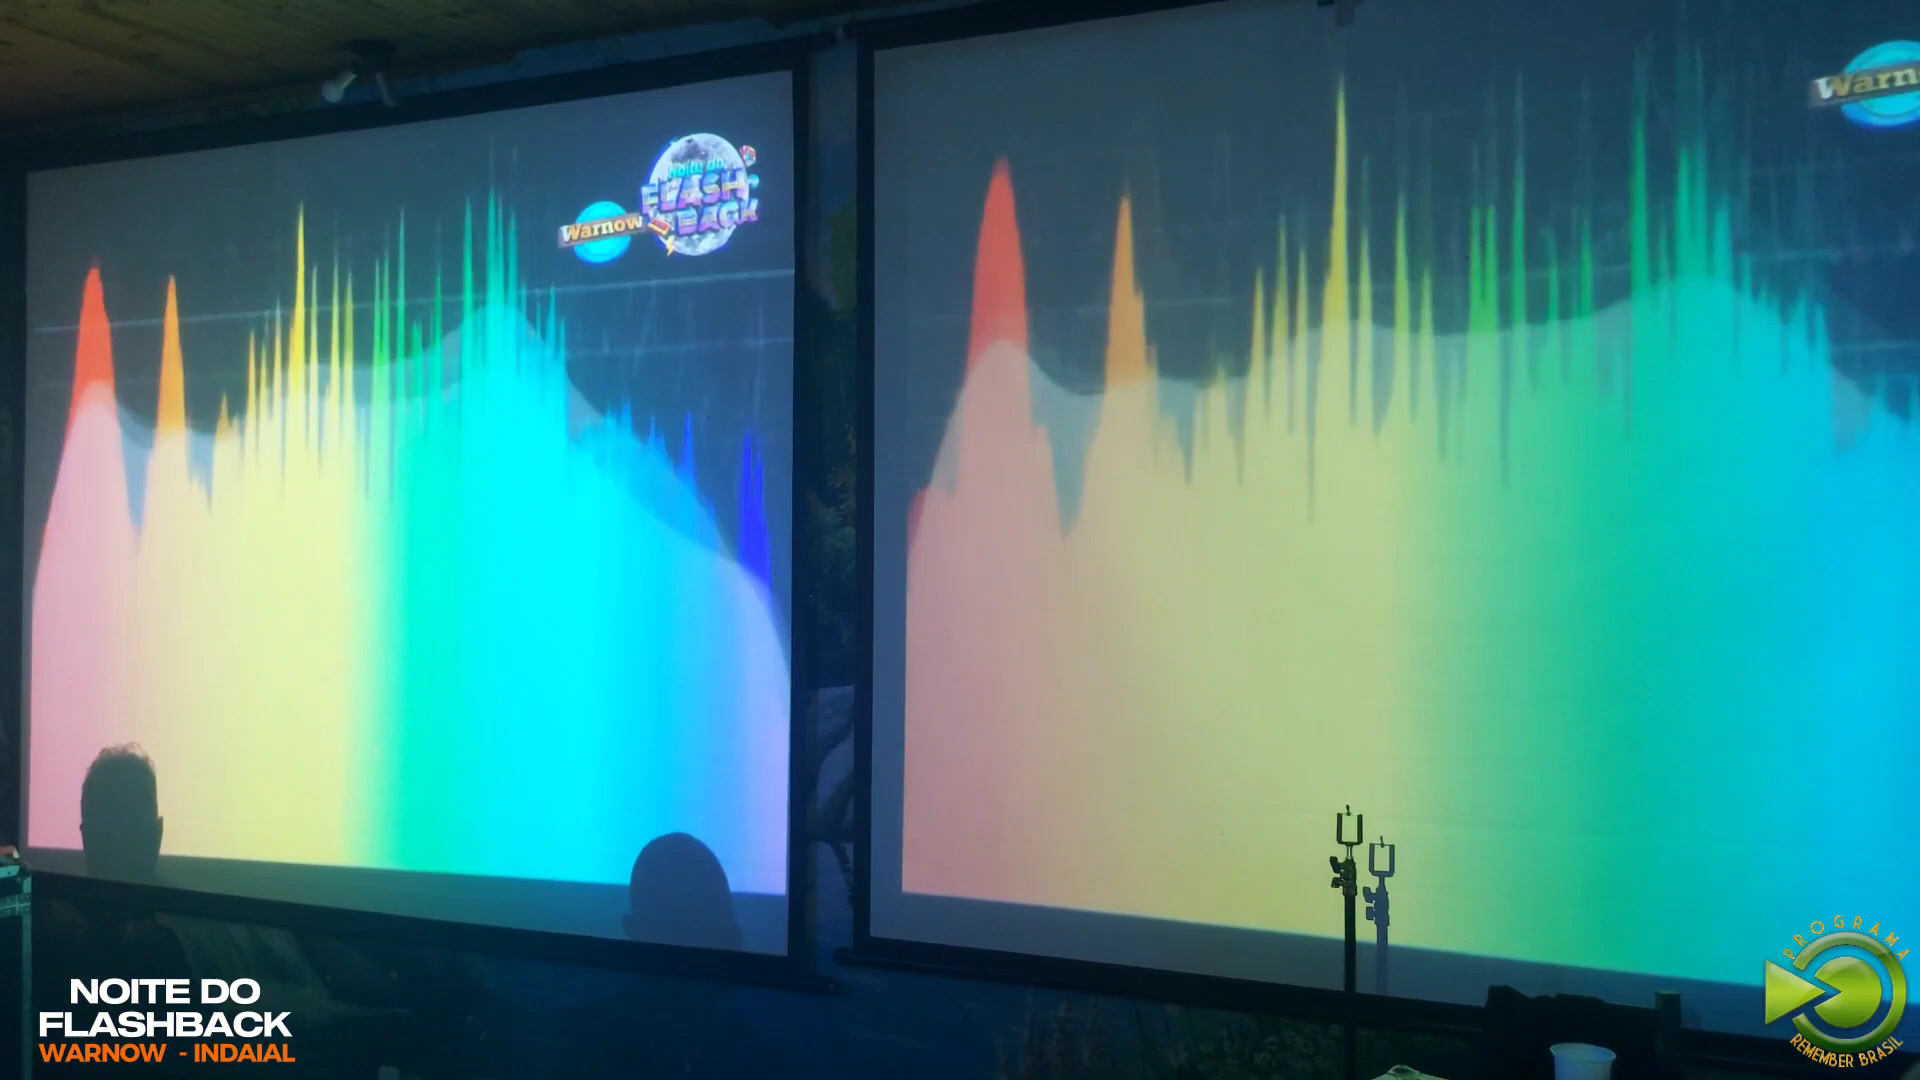 Noite do
FLASH
BACK
Warnow
Warn
NOITE DO
FLASHBACK
WARNOW - INDAIAL
PROGRAMA
REMEMBER BRASIL